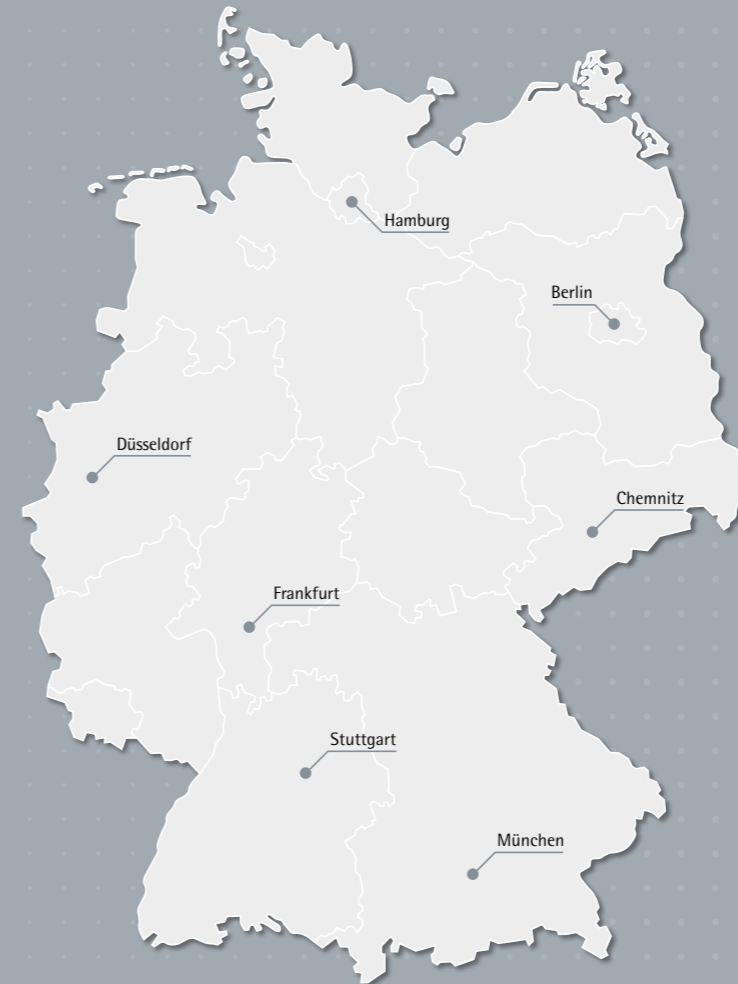 Hamburg
Berlin
Düsseldorf
Chemnitz
Frankfurt
Stuttgart
München